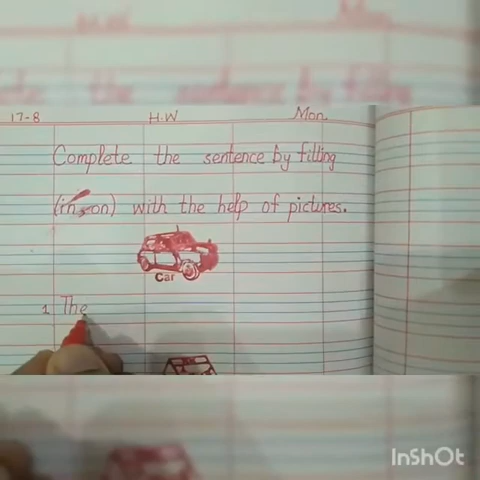 17-8 H.W Mon
Complete the sentence by filling
(in, on) with the help of pictures.
Car
1 The
InShOt